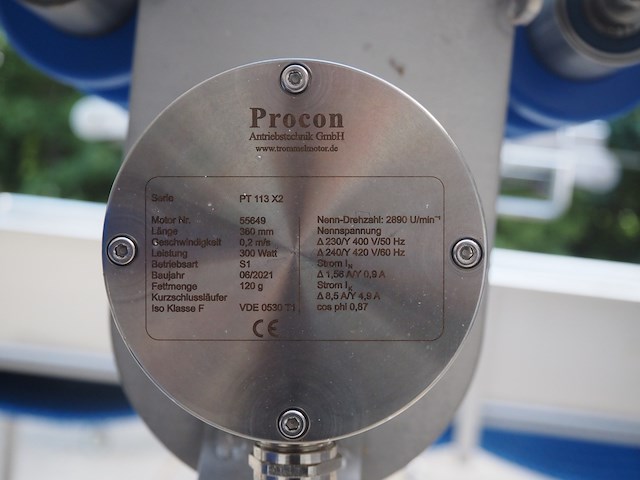 Procon
Antriebstechnik GmbH
www.trommelmotor.de
Serie PT 113 X2
Motor Nr. 55649
Länge 360 mm
Geschwindigkeit 0,2 m/s
Leistung 300 Watt
Betriebsart S1
Baujahr 06/2021
Fettmenge 120 g
Kurzschlussläufer
Iso Klasse F VDE 0530 T1
Nenn-Drehzahl: 2890 U/min⁻¹
Nennspannung
Δ 230/Y 400 V/50 Hz
Δ 240/Y 420 V/60 Hz
Strom I
Δ 1,56 A/Y 0,9 A
Strom I
Δ 8,5 A/Y 4,9 A
cos phi 0,87
CE